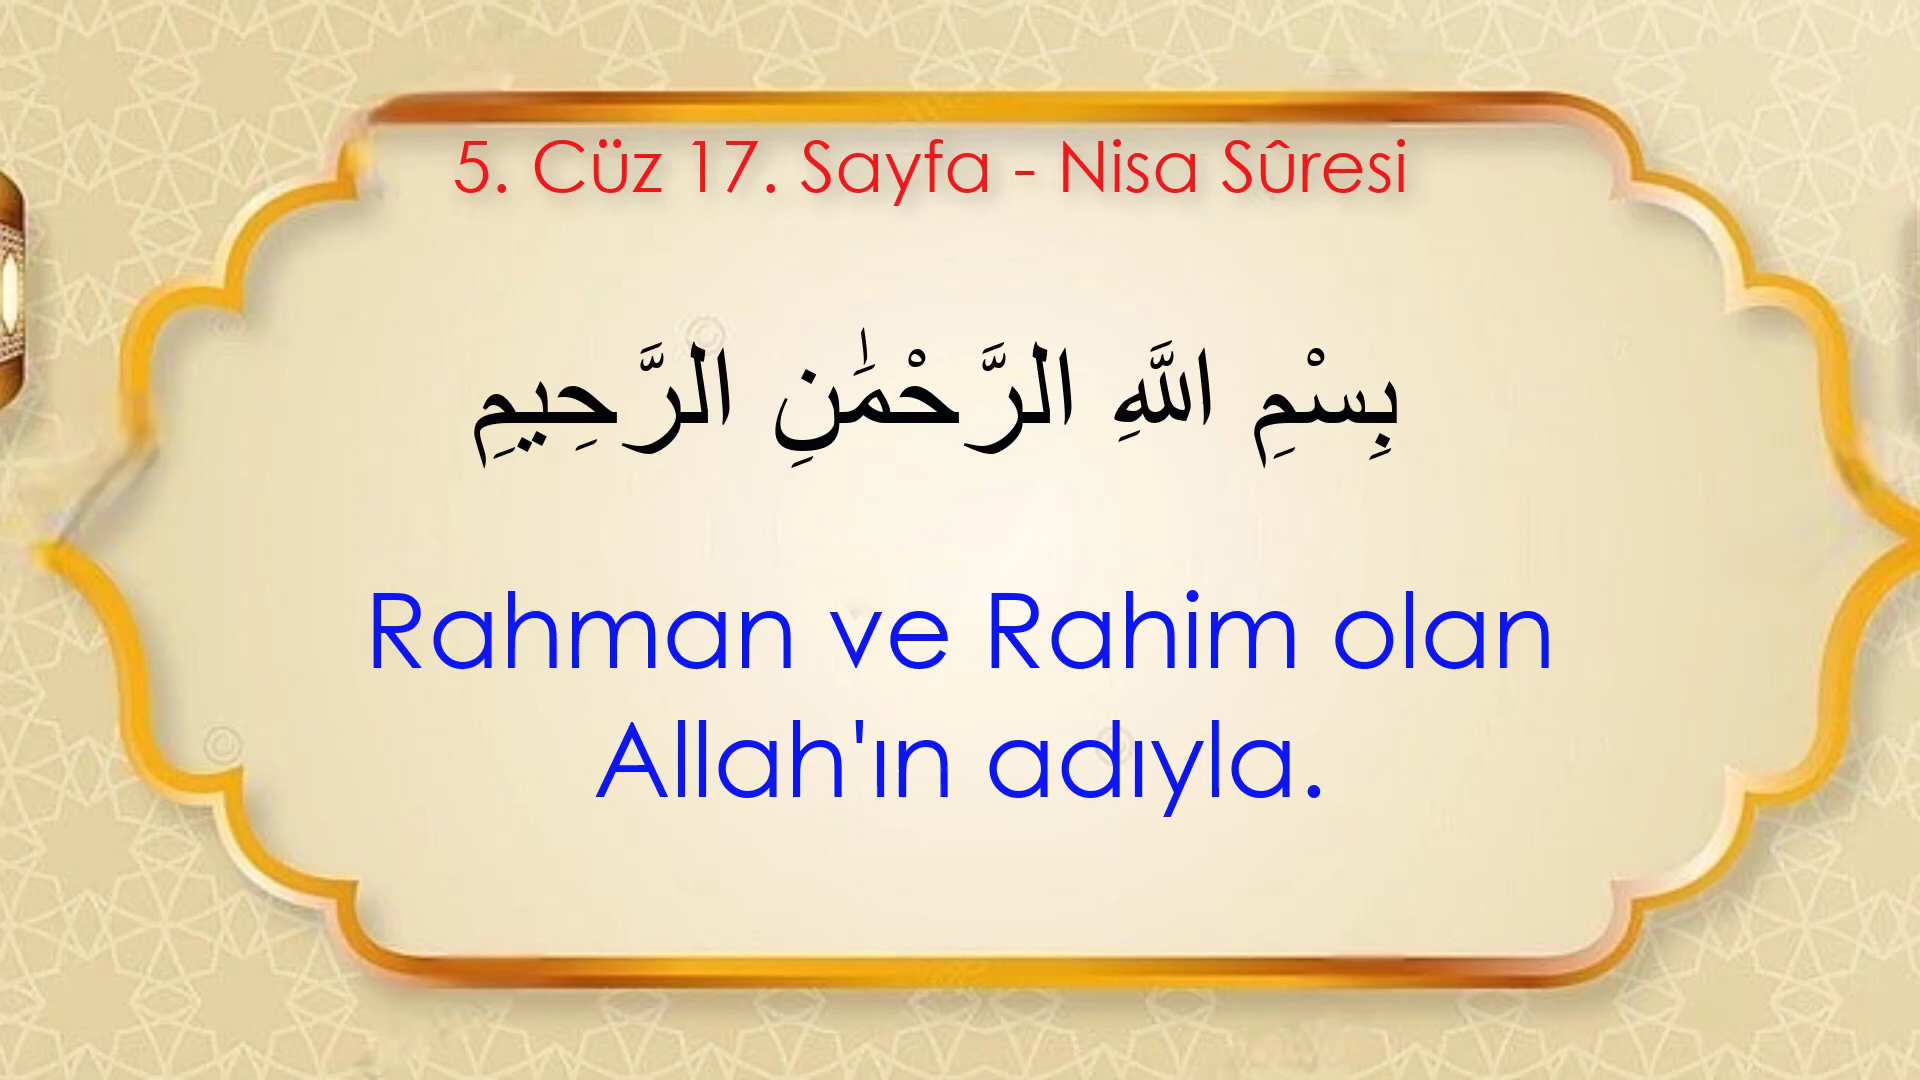 5. Cüz 17. Sayfa - Nisa Sûresi
بِسْمِ اللَّهِ الرَّحْمَٰنِ الرَّحِيمِ
Rahman ve Rahim olan
Allah'ın adıyla.